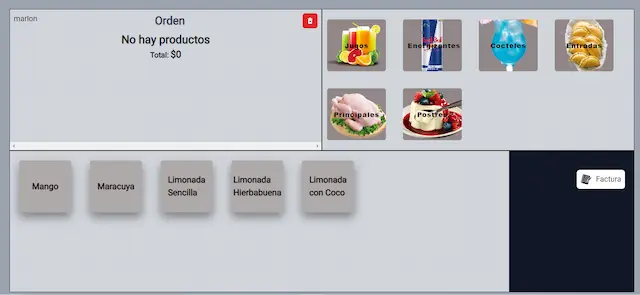 marlon
Orden
No hay productos
Total: $0
Jugos
Energizantes
Cocteles
Entradas
Principales
Postres
Mango
Maracuya
Limonada
Sencilla
Limonada
Hierbabuena
Limonada
con Coco
Factura